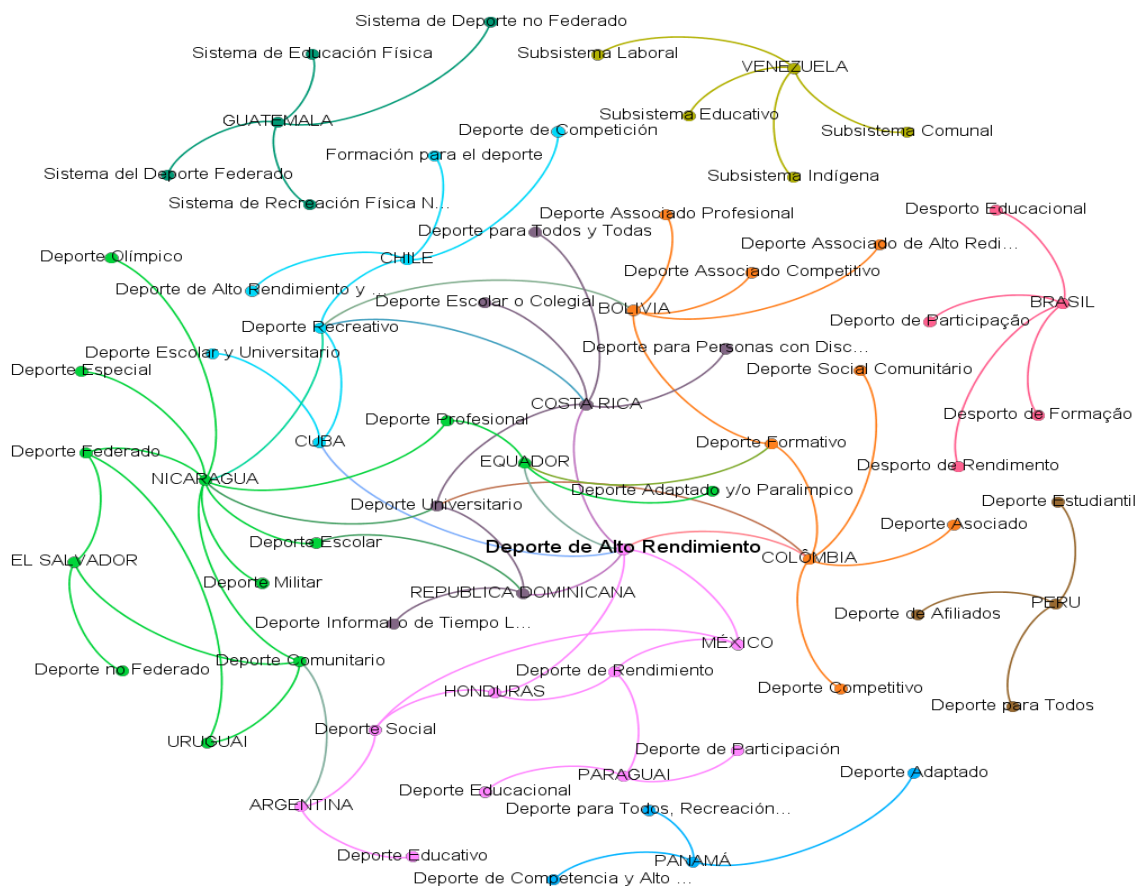 Sistema de Deporte no Federado
Sistema de Educación Física
Subsistema Laboral
VENEZUELA
GUATEMALA
Subsistema Educativo
Deporte de Competición
Subsistema Comunal
Formación para el deporte
Sistema del Deporte Federado
Subsistema Indígena
Sistema de Recreación Física N...
Deporte Associado Profesional
Desporto Educacional
Deporte para Todos y Todas
Deporte Associado de Alto Redi...
Deporte Olímpico
CHILE
Deporte Associado Competitivo
Deporte de Alto Rendimiento y ...
Deporte Escolar o Colegial
BOLIVIA
BRASIL
Deporto de Participação
Deporte Recreativo
Deporte para Personas con Disc...
Deporte Escolar y Universitario
Deporte Especial
Deporte Social Comunitário
COSTA RICA
Desporto de Formação
Deporte Profesional
CUBA
Deporte Formativo
Deporte Federado
EQUADOR
Desporto de Rendimento
NICARAGUA
Deporte Adaptado y/o Paralimpico
Deporte Estudiantil
Deporte Universitario
Deporte Asociado
Deporte Escolar
Deporte de Alto Rendimiento
COLÔMBIA
EL SALVADOR
Deporte Militar
REPUBLICA DOMINICANA
PERU
Deporte de Afiliados
Deporte Informal o de Tiempo L...
MÉXICO
Deporte Comunitario
Deporte no Federado
Deporte de Rendimiento
HONDURAS
Deporte Competitivo
Deporte para Todos
Deporte Social
URUGUAI
Deporte de Participación
Deporte Adaptado
PARAGUAI
Deporte Educacional
ARGENTINA
Deporte para Todos, Recreación...
Deporte Educativo
PANAMÁ
Deporte de Competencia y Alto ...